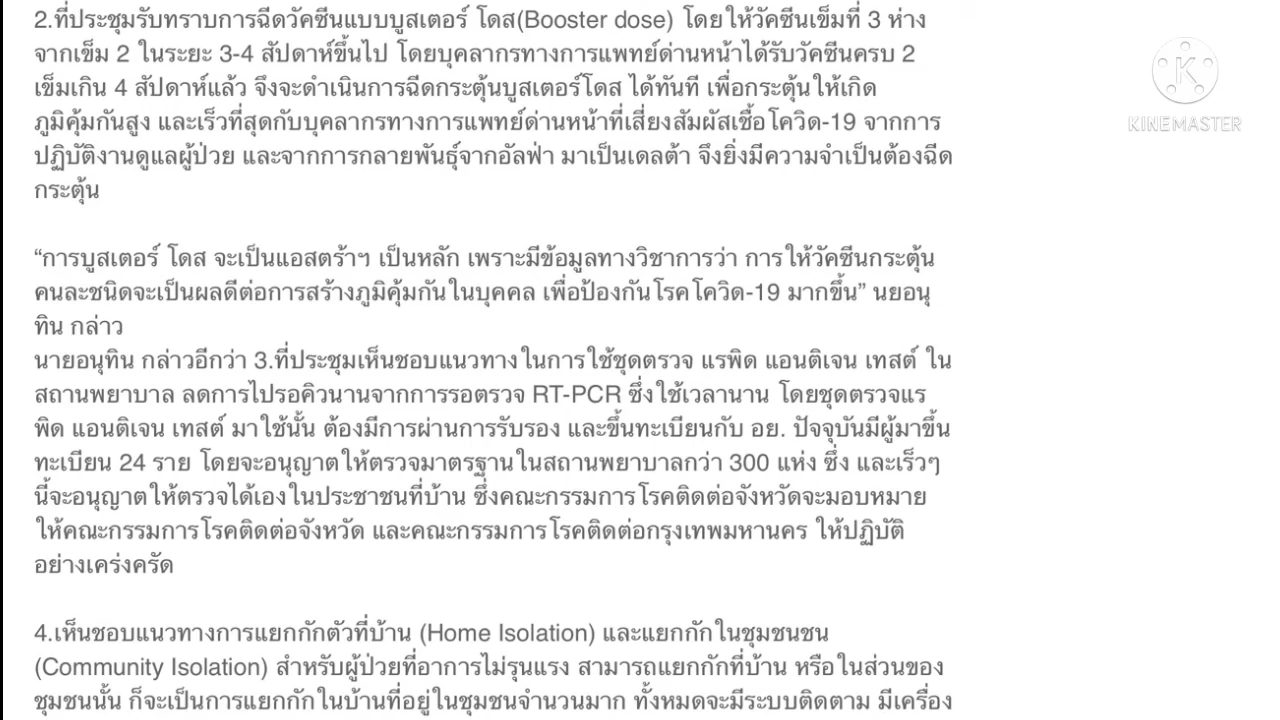 2.ที่ประชุมรับทราบการฉีดวัคซีนแบบบูสเตอร์ โดส(Booster dose) โดยให้วัคซีนเข็มที่ 3 ห่าง
จากเข็ม 2 ในระยะ 3-4 สัปดาห์ขึ้นไป โดยบุคลากรทางการแพทย์ด่านหน้าได้รับวัคซีนครบ 2
เข็มเกิน 4 สัปดาห์แล้ว จึงจะดำเนินการฉีดกระตุ้นบูสเตอร์โดส ได้ทันที เพื่อกระตุ้นให้เกิด
ภูมิคุ้มกันสูง และเร็วที่สุดกับบุคลากรทางการแพทย์ด่านหน้าที่เสี่ยงสัมผัสเชื้อโควิด-19 จากการ
ปฏิบัติงานดูแลผู้ป่วย และจากการกลายพันธุ์จากอัลฟ่า มาเป็นเดลต้า จึงยิ่งมีความจำเป็นต้องฉีด
กระตุ้น
“การบูสเตอร์ โดส จะเป็นแอสตร้าฯ เป็นหลัก เพราะมีข้อมูลทางวิชาการว่า การให้วัคซีนกระตุ้น
คนละชนิดจะเป็นผลดีต่อการสร้างภูมิคุ้มกันในบุคคล เพื่อป้องกันโรคโควิด-19 มากขึ้น” นยอนุ
ทิน กล่าว
นายอนุทิน กล่าวอีกว่า 3.ที่ประชุมเห็นชอบแนวทางในการใช้ชุดตรวจ แรพิด แอนติเจน เทสต์ ใน
สถานพยาบาล ลดการไปรอคิวนานจากการรอตรวจ RT-PCR ซึ่งใช้เวลานาน โดยชุดตรวจแร
พิด แอนติเจน เทสต์ มาใช้นั้น ต้องมีการผ่านการรับรอง และขึ้นทะเบียนกับ อย. ปัจจุบันมีผู้มาขึ้น
ทะเบียน 24 ราย โดยจะอนุญาตให้ตรวจมาตรฐานในสถานพยาบาลกว่า 300 แห่ง ซึ่ง และเร็วๆ
นี้จะอนุญาตให้ตรวจได้เองในประชาชนที่บ้าน ซึ่งคณะกรรมการโรคติดต่อจังหวัดจะมอบหมาย
ให้คณะกรรมการโรคติดต่อจังหวัด และคณะกรรมการโรคติดต่อกรุงเทพมหานคร ให้ปฏิบัติ
อย่างเคร่งครัด
4.เห็นชอบแนวทางการแยกกักตัวที่บ้าน (Home Isolation) และแยกกักในชุมชนชน
(Community Isolation) สำหรับผู้ป่วยที่อาการไม่รุนแรง สามารถแยกกักที่บ้าน หรือในส่วนของ
ชุมชนนั้น ก็จะเป็นการแยกกักในบ้านที่อยู่ในชุมชนจำนวนมาก ทั้งหมดจะมีระบบติดตาม มีเครื่อง
K
KINEMASTER